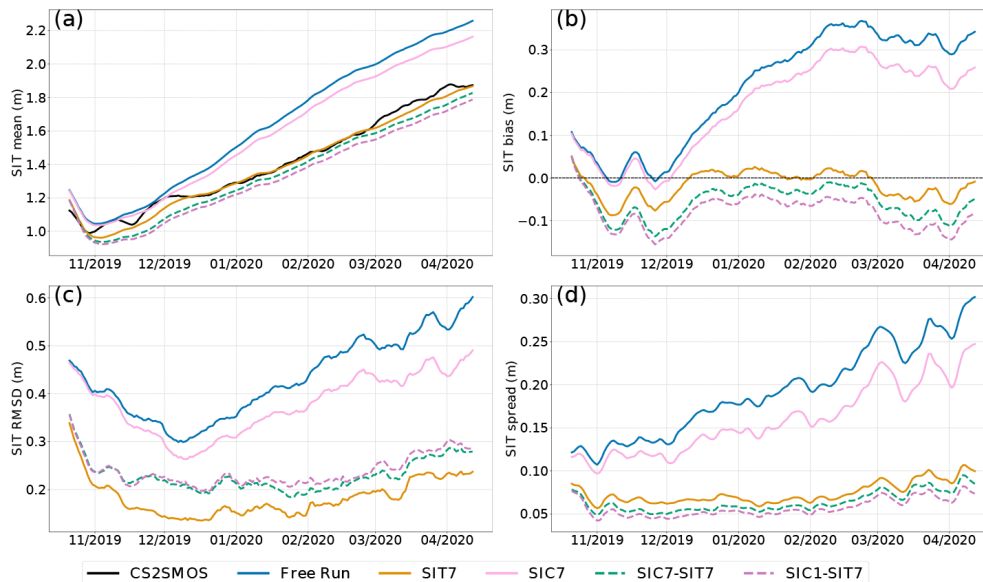 (a)
SIT mean (m)
2.2
2.0
1.8
1.6
1.4
1.2
1.0
11/2019 12/2019 01/2020 02/2020 03/2020 04/2020
(b)
SIT bias (m)
0.3
0.2
0.1
0.0
−0.1
11/2019 12/2019 01/2020 02/2020 03/2020 04/2020
(c)
SIT RMSD (m)
0.6
0.5
0.4
0.3
0.2
11/2019 12/2019 01/2020 02/2020 03/2020 04/2020
(d)
SIT spread (m)
0.30
0.25
0.20
0.15
0.10
0.05
11/2019 12/2019 01/2020 02/2020 03/2020 04/2020
CS2SMOS Free Run SIT7 SIC7 SIC7-SIT7 SIC1-SIT7